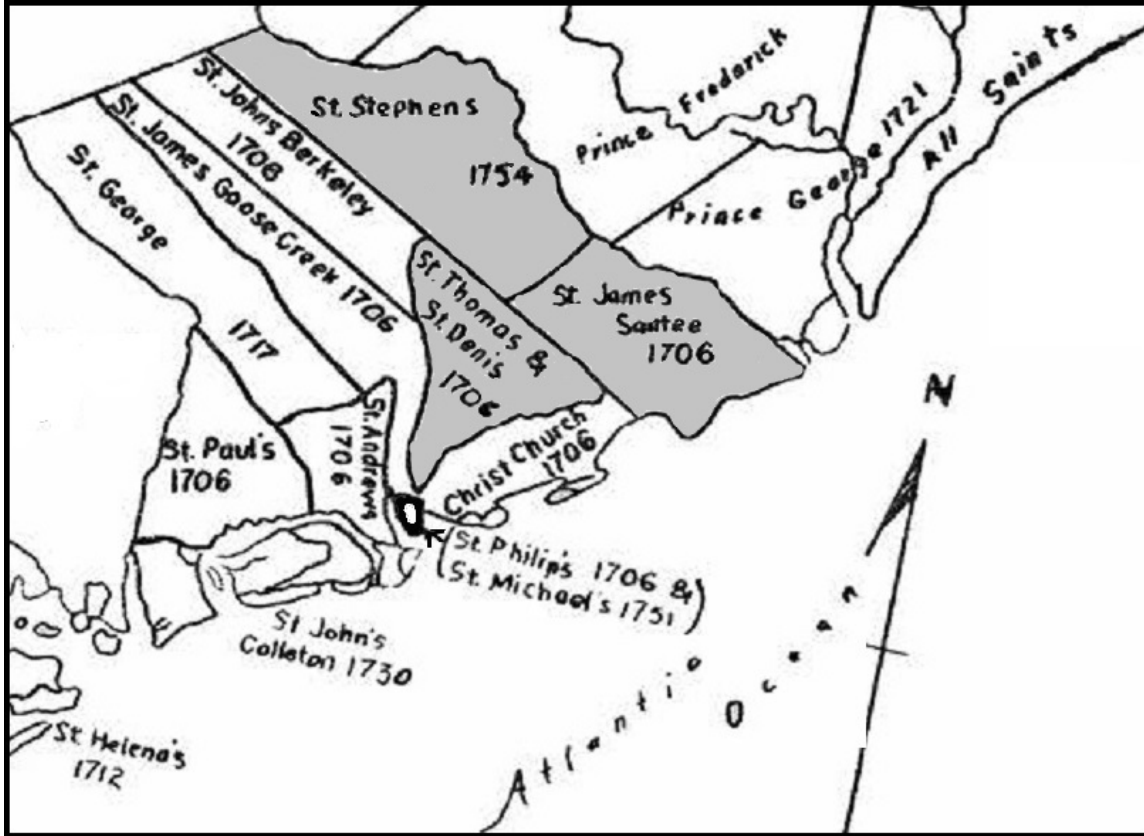 St. Stephens
1754
Prince Frederick
Prince George 1721
All Saints
St. John's Berkeley
1708
St. James Goose Creek 1706
St. George
1717
St. Thomas &
St. Denis
1706
St. James
Santee
1706
N
St. Paul's
1706
St. Andrews
1706
Christ Church
1706
St. Philip's 1706 &
St. Michael's 1751
St John's
Colleton 1730
St. Helena's
1712
Atlantic
Ocean